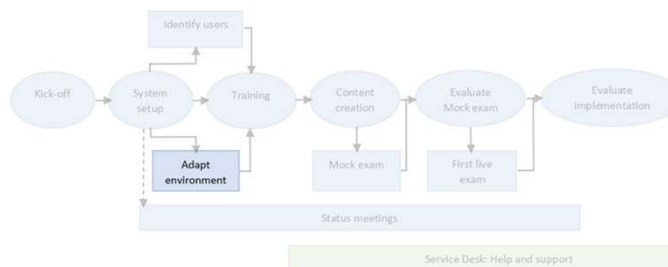 Identify users
Kick-off
System
setup
Training
Content
creation
Evaluate
Mock exam
Evaluate
implementation
Adapt
environment
Mock exam
First live
exam
Status meetings
Service Desk: Help and support